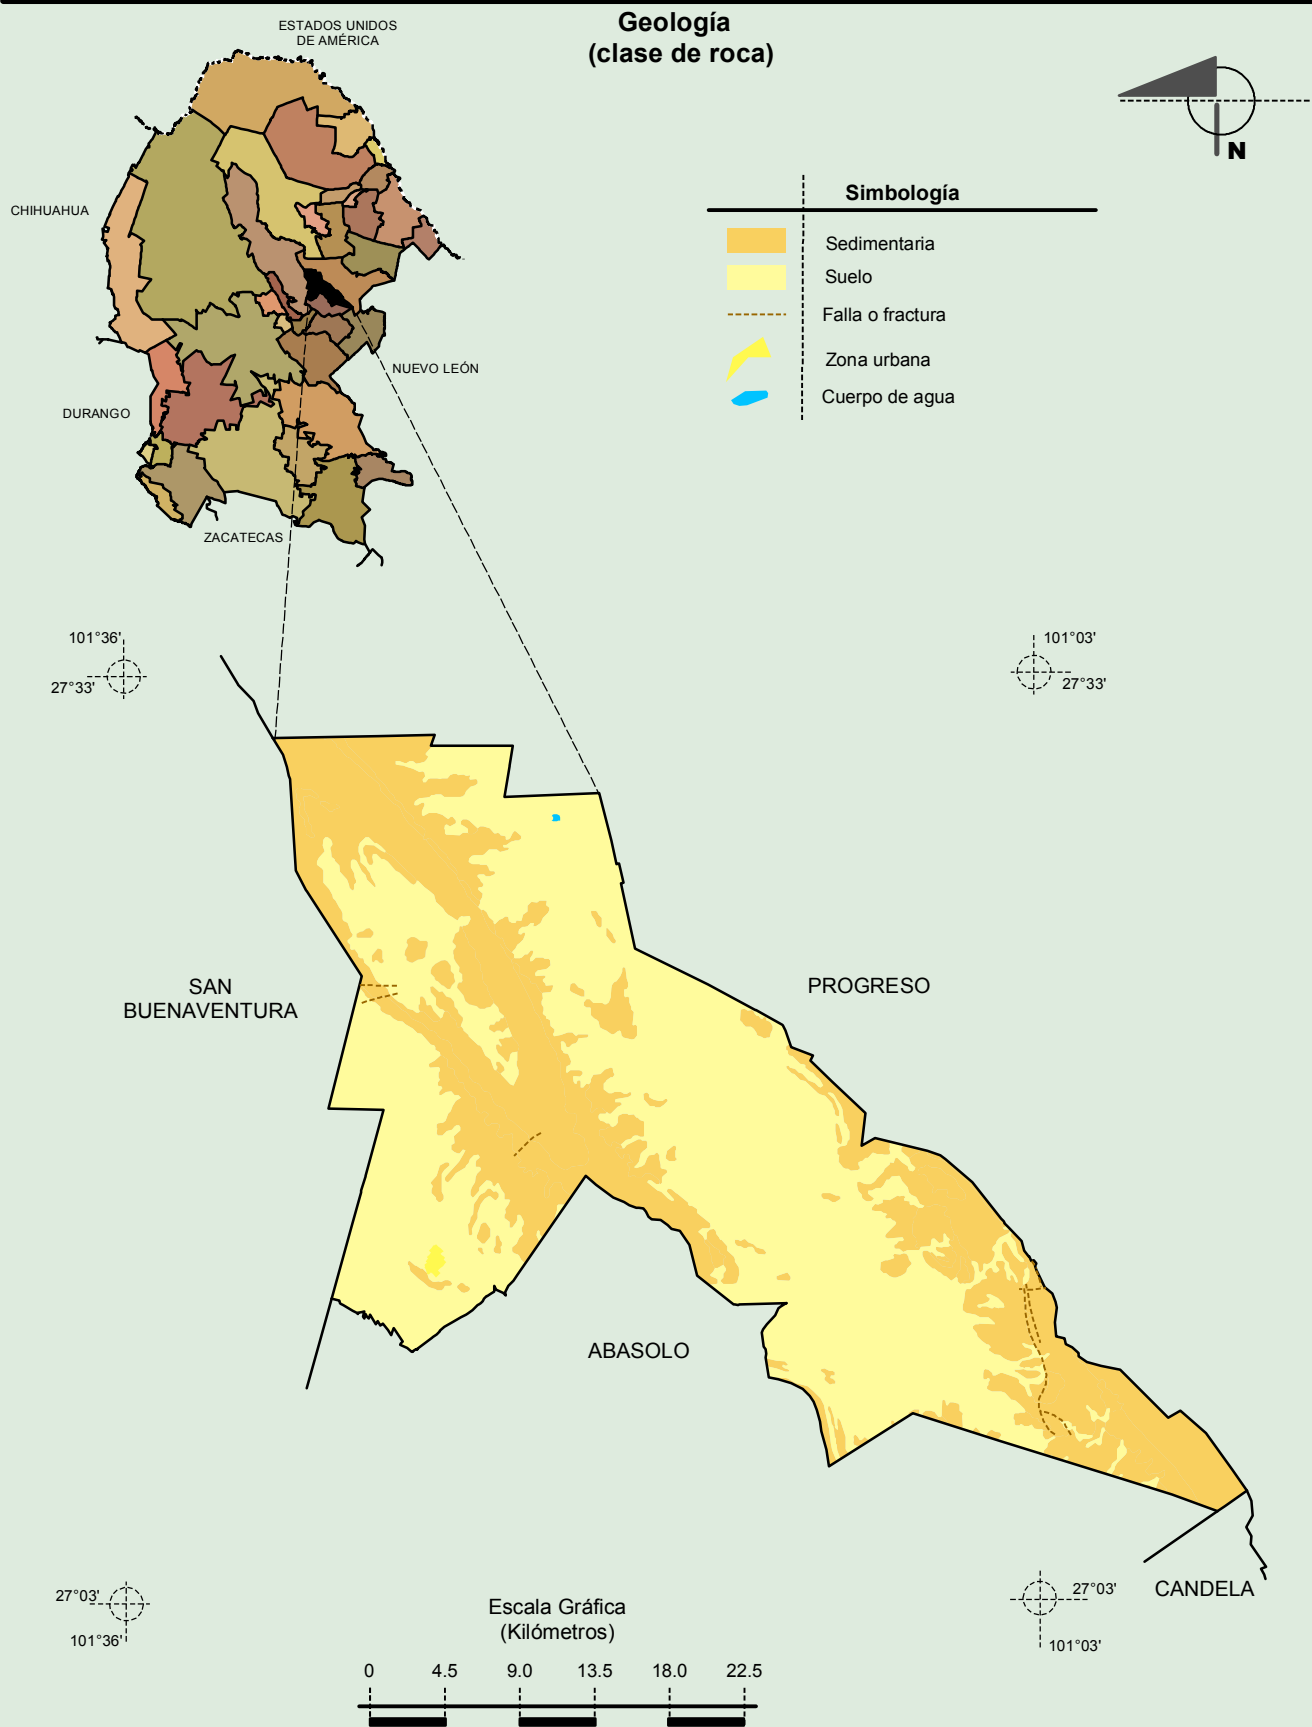 Geología
(clase de roca)
ESTADOS UNIDOS
DE AMÉRICA
N
CHIHUAHUA
Simbología
Sedimentaria
Suelo
Falla o fractura
Zona urbana
Cuerpo de agua
NUEVO LEÓN
DURANGO
ZACATECAS
101°36'
27°33'
101°03'
27°33'
SAN
BUENAVENTURA
PROGRESO
ABASOLO
CANDELA
27°03'
101°36'
27°03'
101°03'
Escala Gráfica
(Kilómetros)
0 4.5 9.0 13.5 18.0 22.5